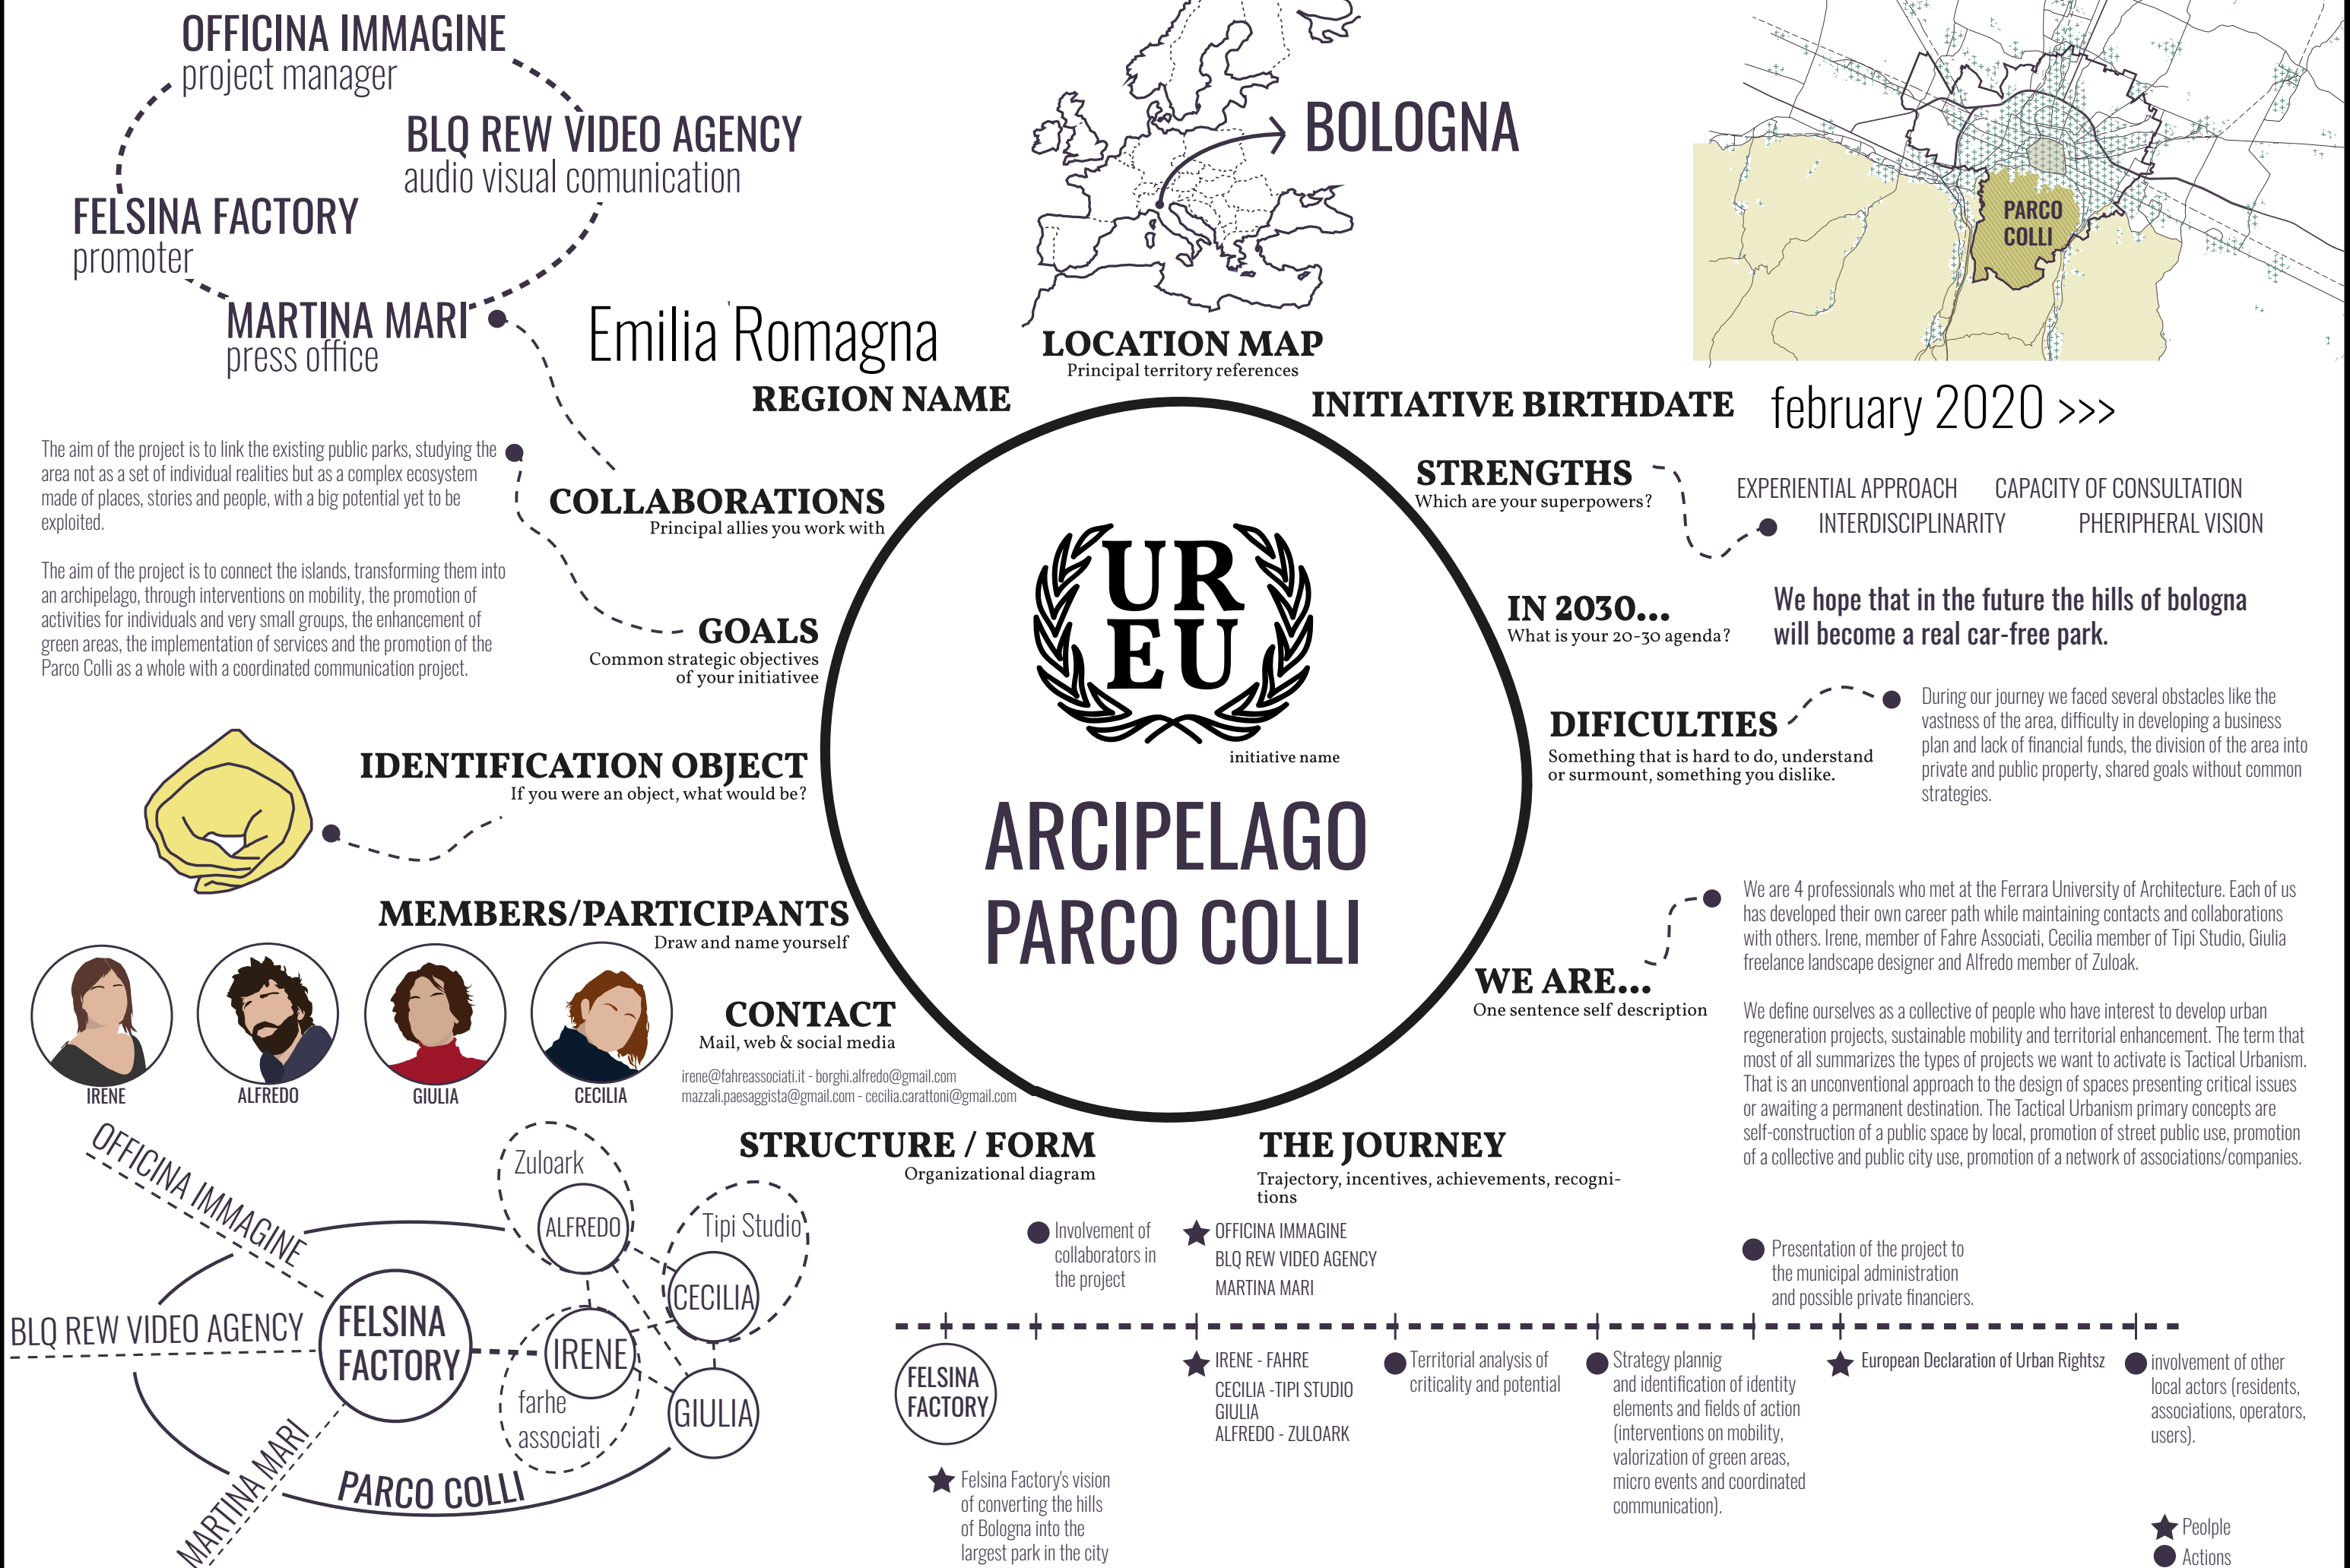 OFFICINA IMMAGINE
project manager
BLQ REW VIDEO AGENCY
audio visual comunication
FELSINA FACTORY
promoter
MARTINA MARI
press office
Emilia Romagna
REGION NAME
BOLOGNA
LOCATION MAP
Principal territory references
PARCO
COLLI
INITIATIVE BIRTHDATE
february 2020 >>>
The aim of the project is to link the existing public parks, studying the
area not as a set of individual realities but as a complex ecosystem
made of places, stories and people, with a big potential yet to be
exploited.
The aim of the project is to connect the islands, transforming them into
an archipelago, through interventions on mobility, the promotion of
activities for individuals and very small groups, the enhancement of
green areas, the implementation of services and the promotion of the
Parco Colli as a whole with a coordinated communication project.
COLLABORATIONS
Principal allies you work with
GOALS
Common strategic objectives
of your initiativee
STRENGTHS
Which are your superpowers?
EXPERIENTIAL APPROACH CAPACITY OF CONSULTATION
INTERDISCIPLINARITY PHERIPHERAL VISION
IN 2030...
What is your 20-30 agenda?
We hope that in the future the hills of bologna
will become a real car-free park.
UR
EU
initiative name
ARCIPELAGO
PARCO COLLI
DIFICULTIES
Something that is hard to do, understand
or surmount, something you dislike.
During our journey we faced several obstacles like the
vastness of the area, difficulty in developing a business
plan and lack of financial funds, the division of the area into
private and public property, shared goals without common
strategies.
IDENTIFICATION OBJECT
If you were an object, what would be?
MEMBERS/PARTICIPANTS
Draw and name yourself
IRENE
ALFREDO
GIULIA
CECILIA
CONTACT
Mail, web & social media
irene@fahreassociati.it - borghi.alfredo@gmail.com
mazzali.paesaggista@gmail.com - cecilia.carattoni@gmail.com
WE ARE...
One sentence self description
We are 4 professionals who met at the Ferrara University of Architecture. Each of us
has developed their own career path while maintaining contacts and collaborations
with others. Irene, member of Fahre Associati, Cecilia member of Tipi Studio, Giulia
freelance landscape designer and Alfredo member of Zuloak.
We define ourselves as a collective of people who have interest to develop urban
regeneration projects, sustainable mobility and territorial enhancement. The term that
most of all summarizes the types of projects we want to activate is Tactical Urbanism.
That is an unconventional approach to the design of spaces presenting critical issues
or awaiting a permanent destination. The Tactical Urbanism primary concepts are
self-construction of a public space by local, promotion of street public use, promotion
of a collective and public city use, promotion of a network of associations/companies.
STRUCTURE / FORM
Organizational diagram
OFFICINA IMMAGINE
BLQ REW VIDEO AGENCY
MARTINA MARI
FELSINA
FACTORY
PARCO COLLI
Zuloark
ALFREDO
Tipi Studio
CECILIA
IRENE
farhe
associati
GIULIA
THE JOURNEY
Trajectory, incentives, achievements, recogni-
tions
Involvement of
collaborators in
the project
OFFICINA IMMAGINE
BLQ REW VIDEO AGENCY
MARTINA MARI
Presentation of the project to
the municipal administration
and possible private financiers.
FELSINA
FACTORY
Felsina Factory's vision
of converting the hills
of Bologna into the
largest park in the city
IRENE - FAHRE
CECILIA -TIPI STUDIO
GIULIA
ALFREDO - ZULOARK
Territorial analysis of
criticality and potential
Strategy plannig
and identification of identity
elements and fields of action
(interventions on mobility,
valorization of green areas,
micro events and coordinated
communication).
European Declaration of Urban Rightsz
involvement of other
local actors (residents,
associations, operators,
users).
Peolple
Actions